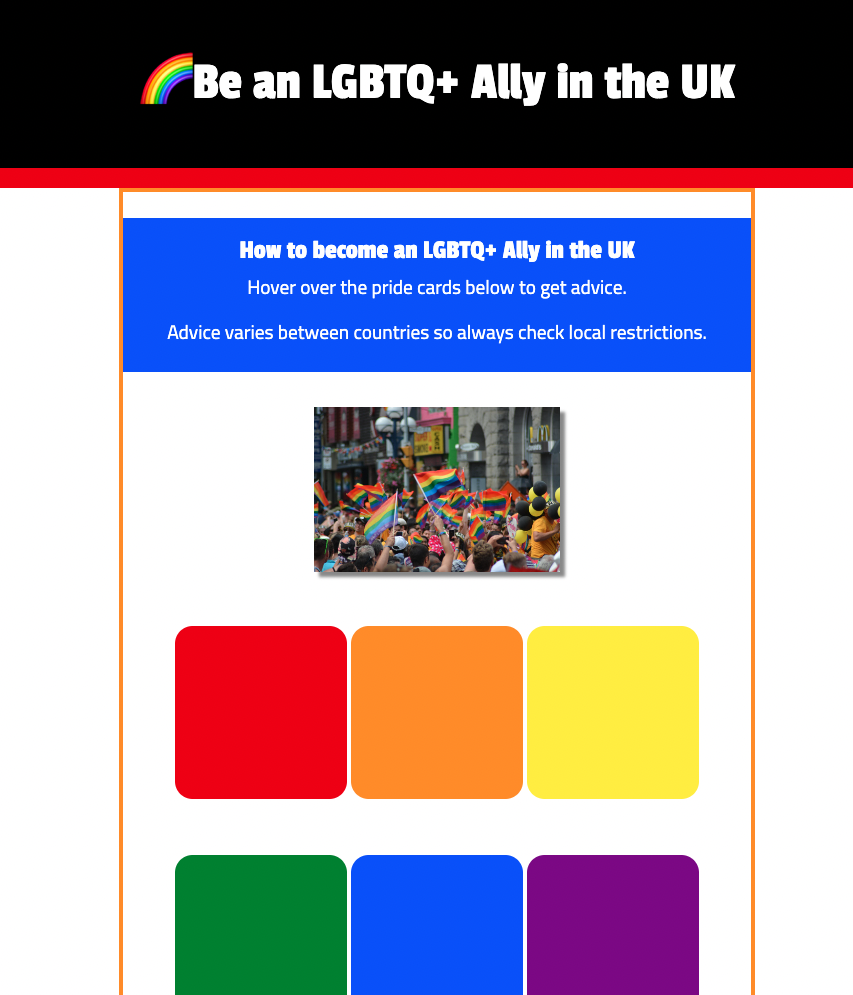 Be an LGBTQ+ Ally in the UK
How to become an LGBTQ+ Ally in the UK
Hover over the pride cards below to get advice.
Advice varies between countries so always check local restrictions.